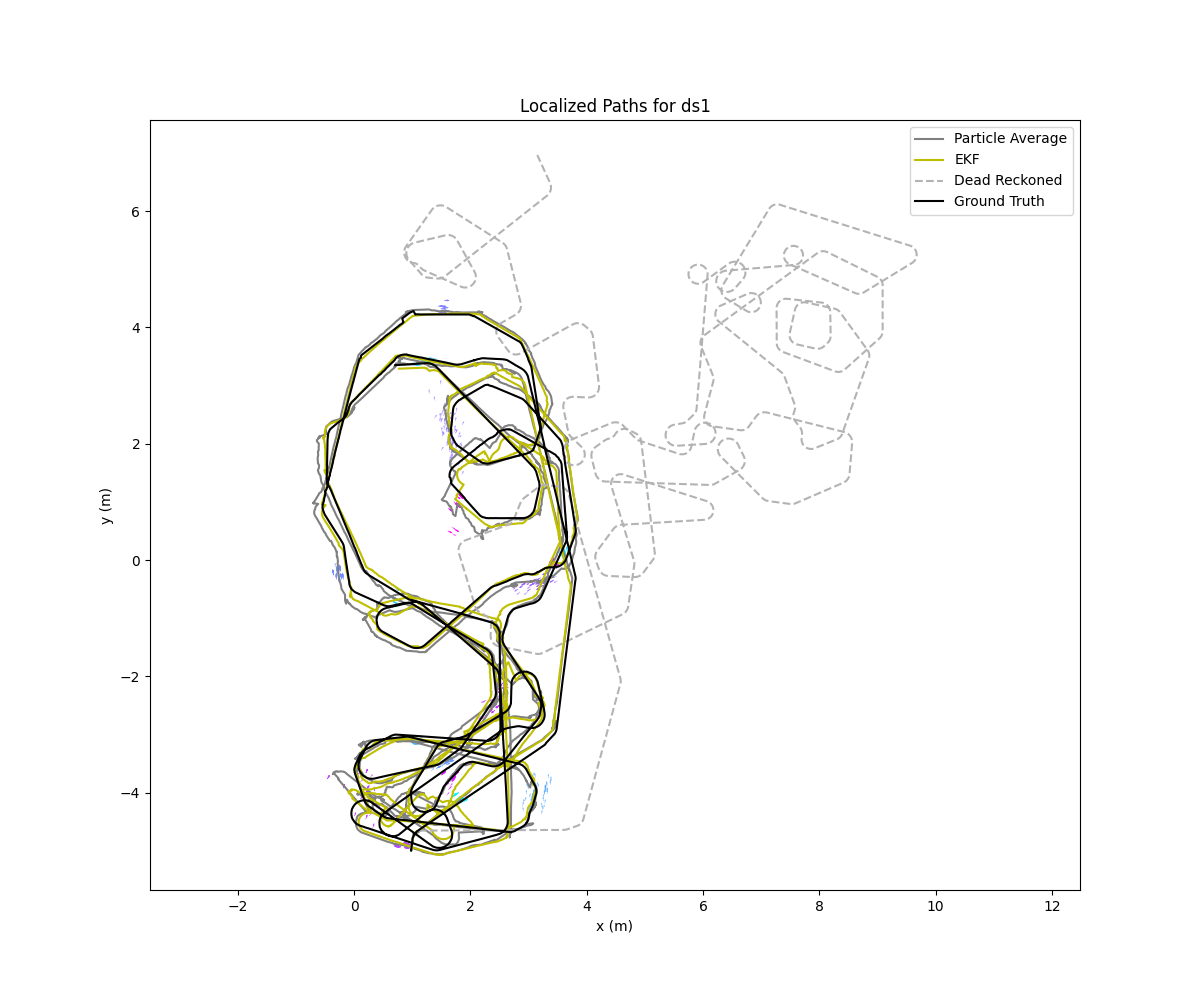 Localized Paths for ds1
Particle Average
EKF
Dead Reckoned
Ground Truth
6
4
2
0
−2
−4
y (m)
−2 0 2 4 6 8 10 12
x (m)